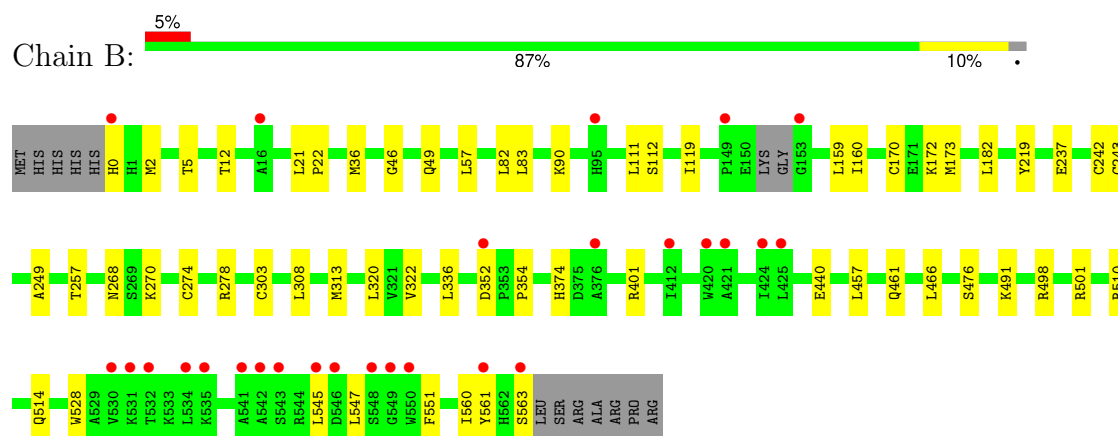 5%
Chain B:
87%
10%
•
MET
HIS
HIS
HIS
HIS
H0
H1
M2
T5
T12
A16
L21
P22
M36
G46
Q49
L57
L82
L83
K90
H95
L111
S112
I119
P149
E150
LYS
GLY
G153
L159
I160
C170
E171
K172
M173
L182
Y219
E237
C242
A249
T257
N268
S269
K270
C274
R278
C303
L308
M313
L320
V321
V322
L336
D352
P353
P354
H374
D375
A376
R401
I412
W420
A421
I424
L425
E440
L457
Q461
L466
S476
K491
R498
R501
Q514
W528
A529
V530
K531
T532
K533
L534
K535
A541
A542
S543
R544
L545
D546
L547
S548
G549
W550
F551
I560
Y561
H562
S563
LEU
SER
ARG
ALA
ARG
PRO
ARG